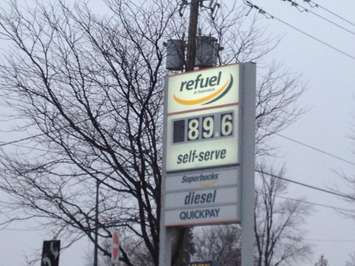 refuel
89.6
self-serve
Superbucks
diesel
QUICKPAY